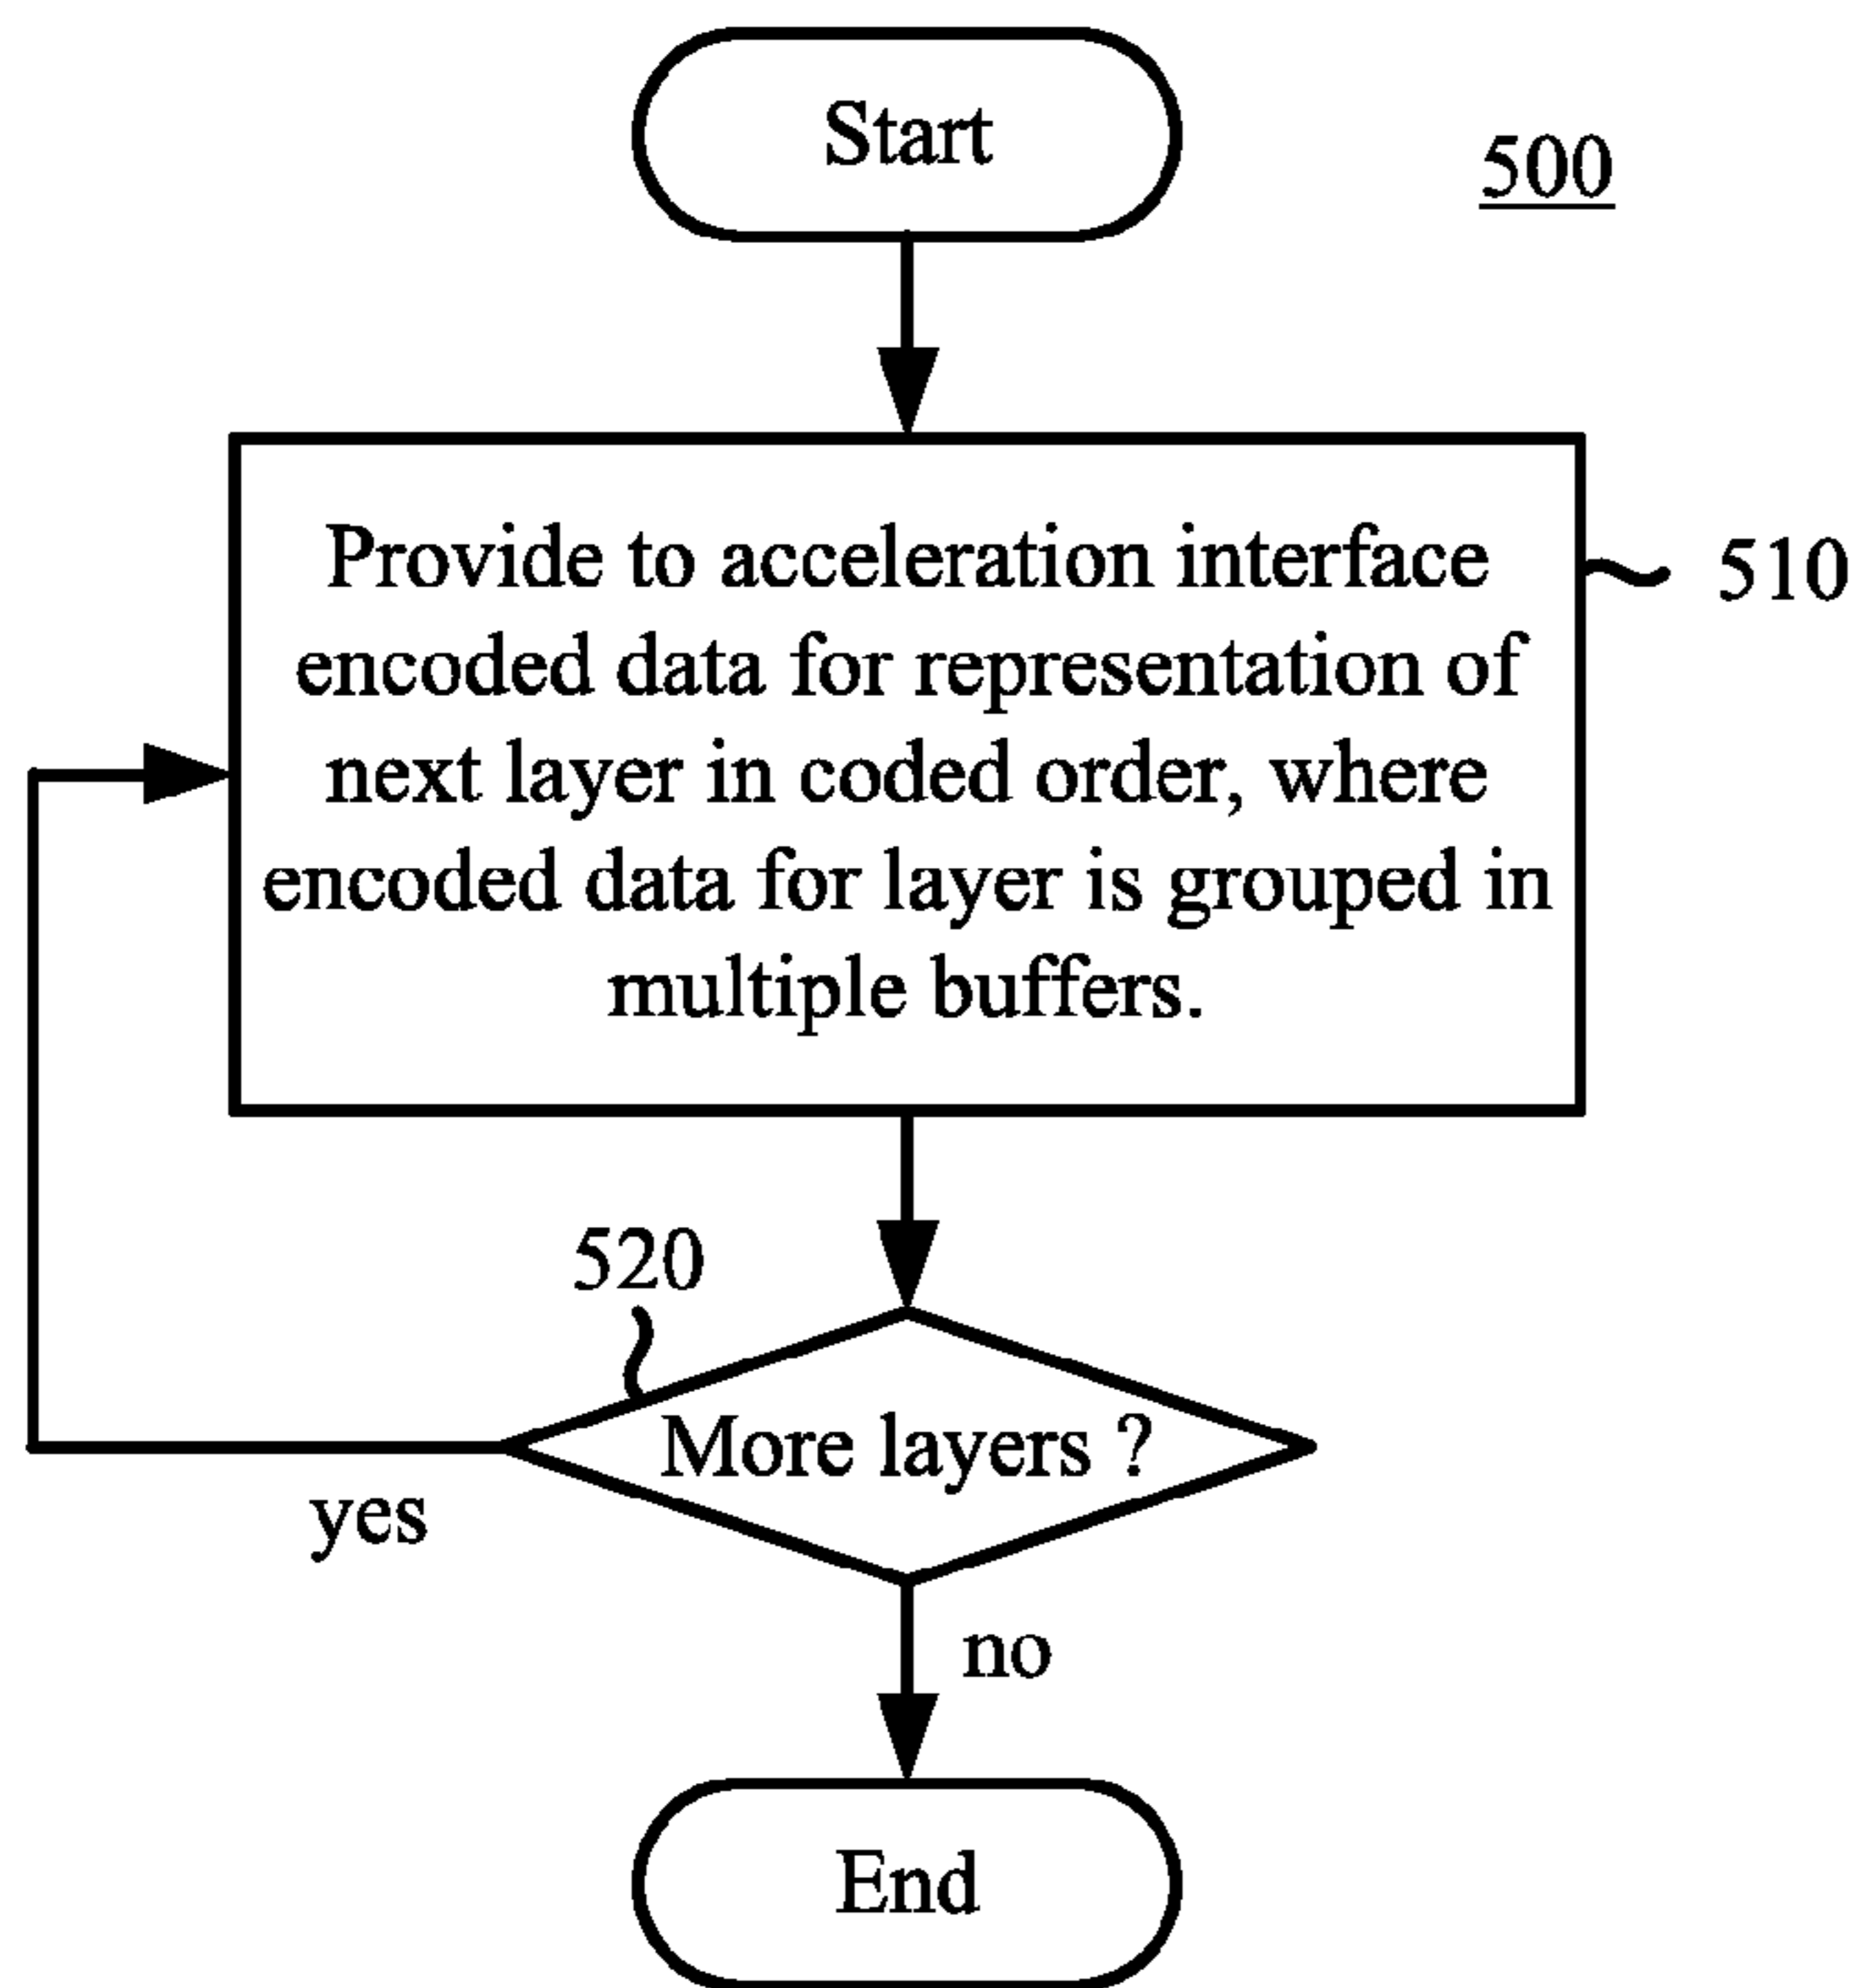 Start
500
Provide to acceleration interface
encoded data for representation of
next layer in coded order, where
encoded data for layer is grouped in
multiple buffers.
510
520
More layers ?
yes
no
End